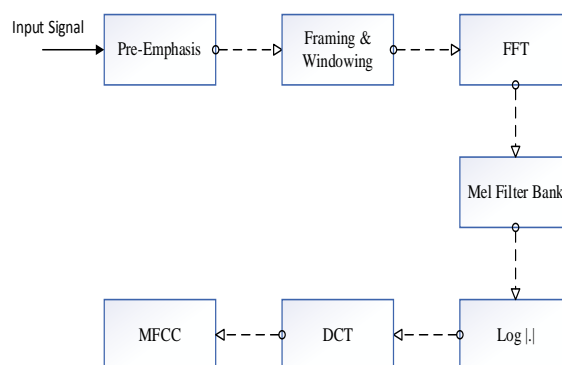 Input Signal
Pre-Emphasis
Framing &
Windowing
FFT
Mel Filter Bank
Log |.|
DCT
MFCC